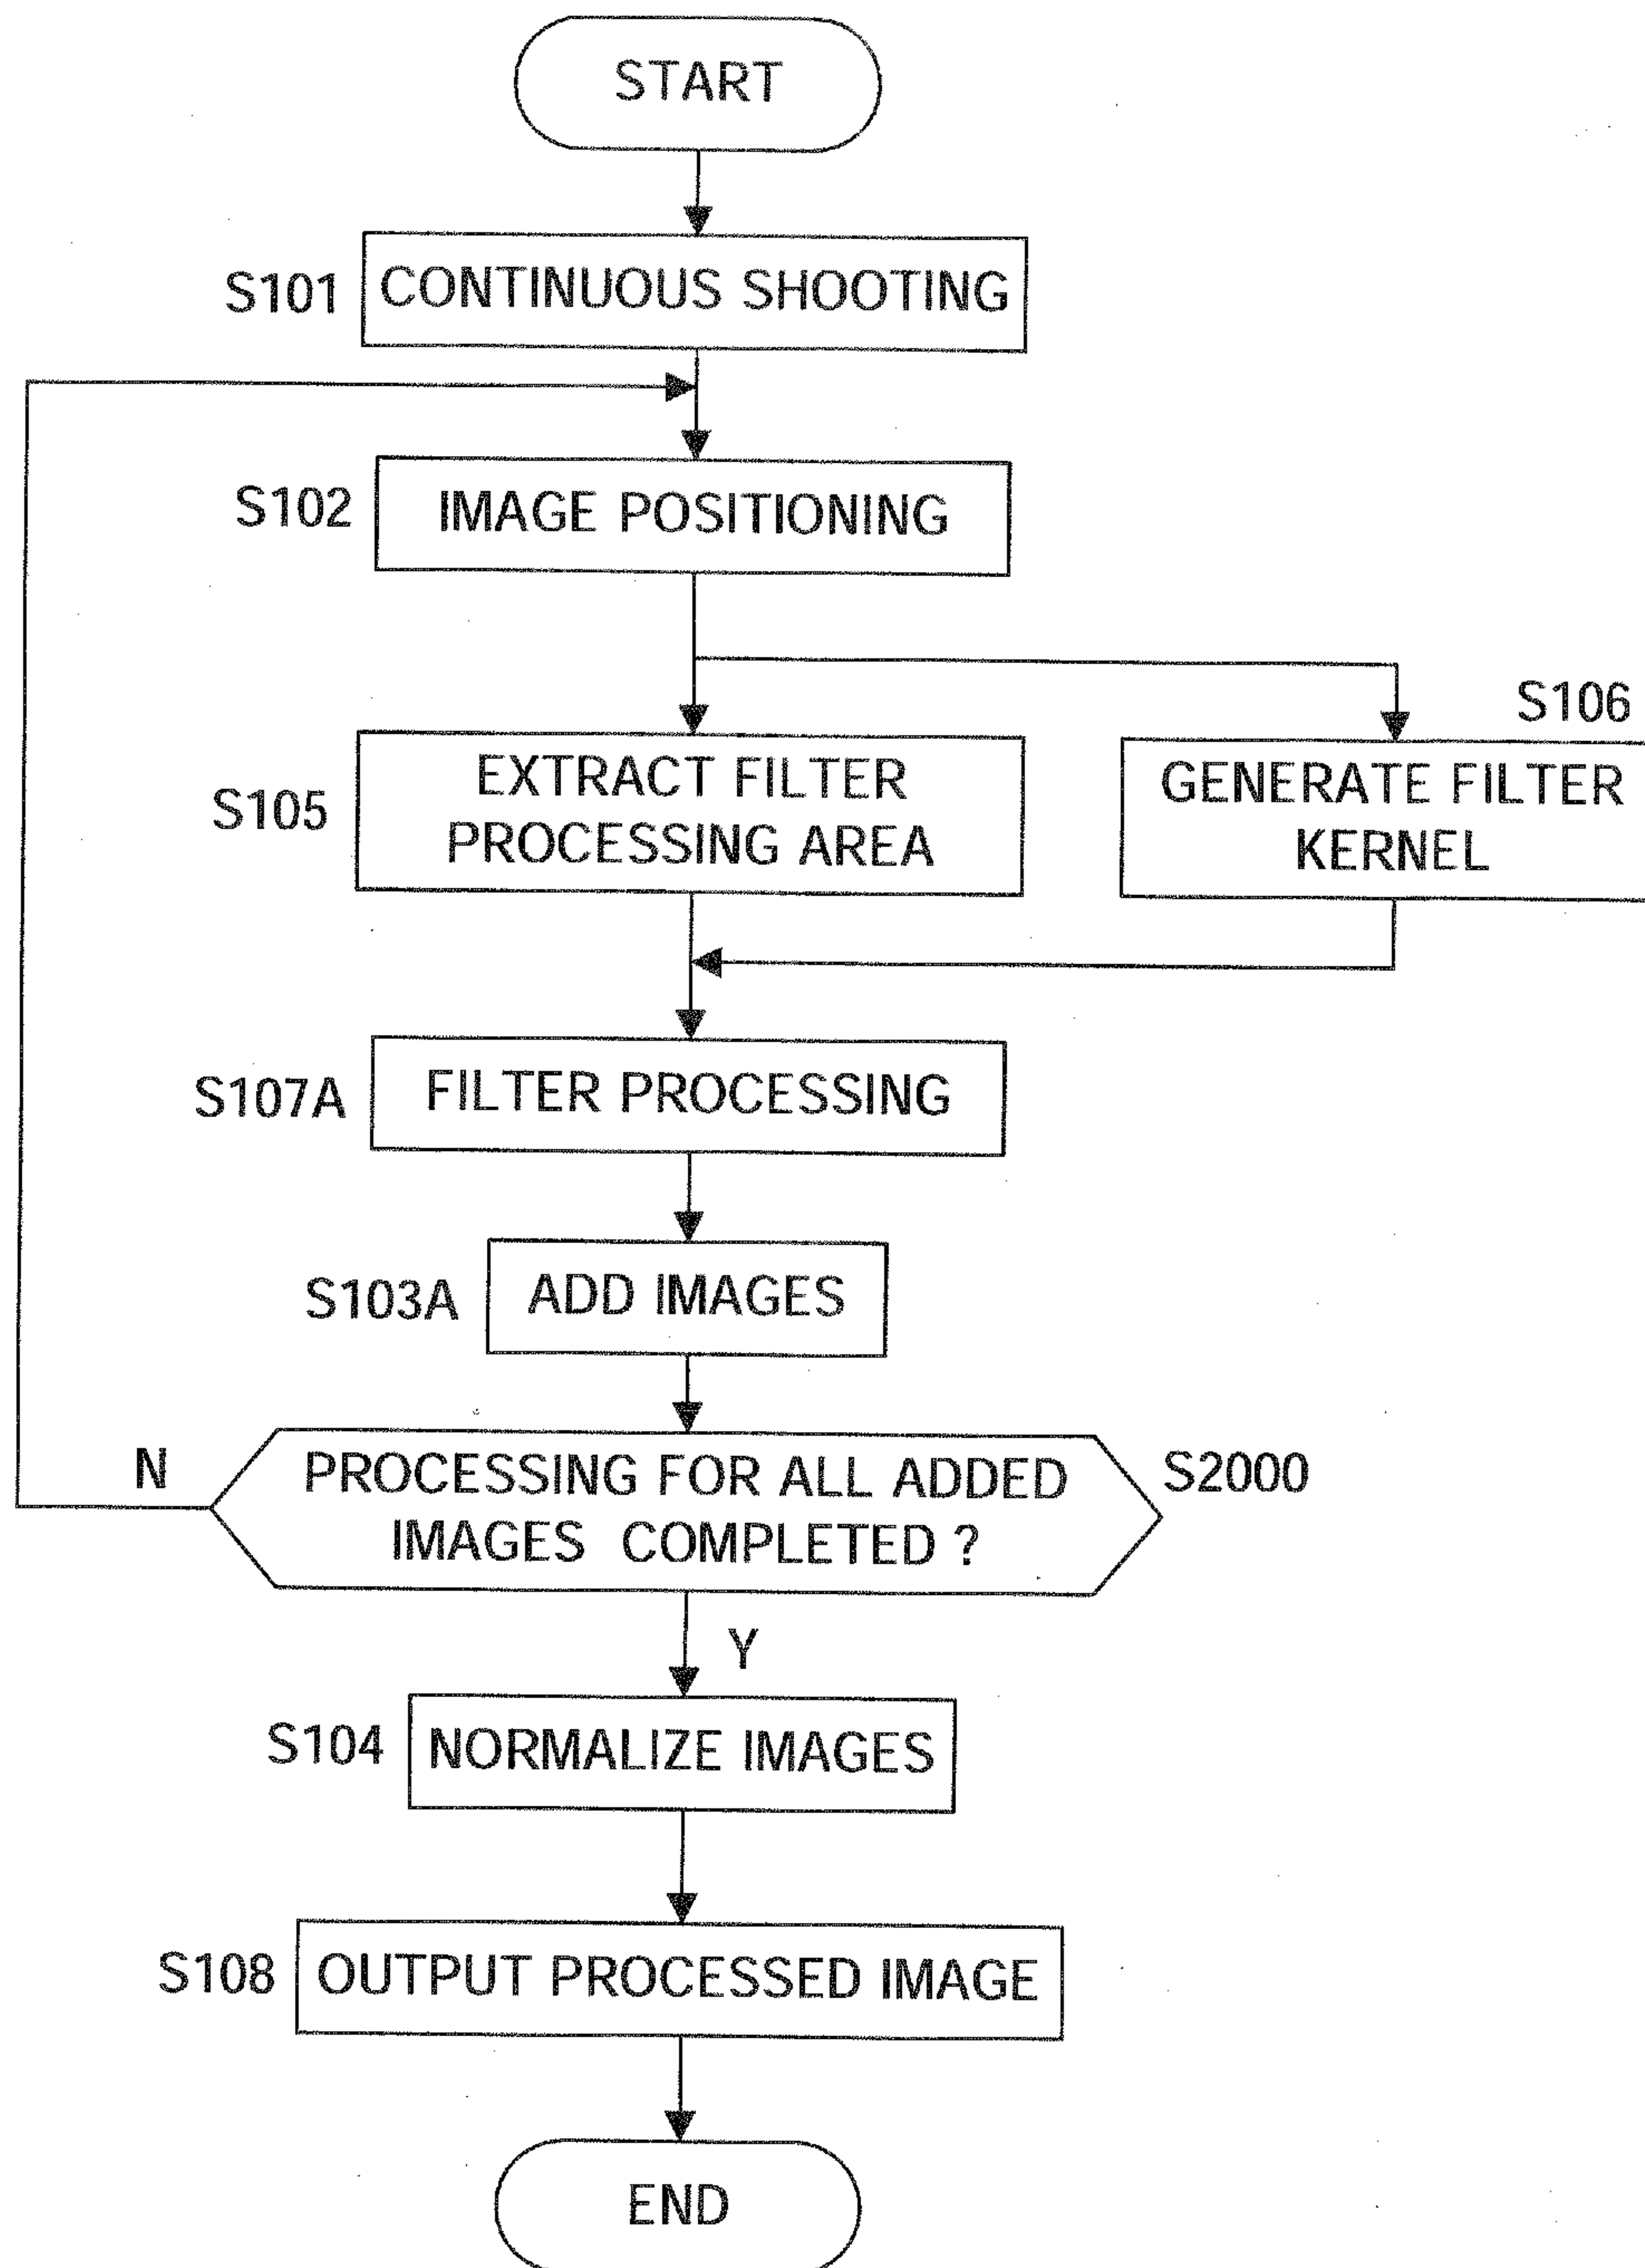 START
S101
CONTINUOUS SHOOTING
S102
IMAGE POSITIONING
S105
EXTRACT FILTER
PROCESSING AREA
S106
GENERATE FILTER
KERNEL
S107A
FILTER PROCESSING
S103A
ADD IMAGES
N
PROCESSING FOR ALL ADDED
IMAGES COMPLETED ?
S2000
Y
S104
NORMALIZE IMAGES
S108
OUTPUT PROCESSED IMAGE
END